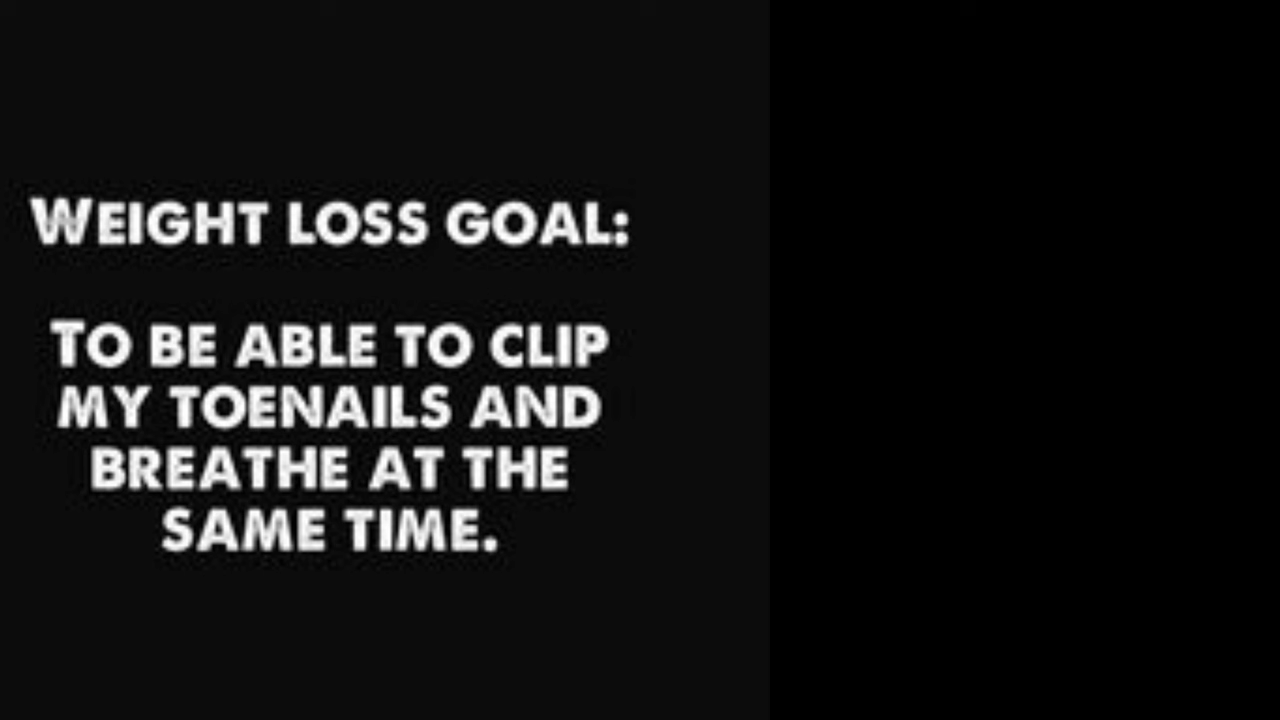 WEIGHT LOSS GOAL:
TO BE ABLE TO CLIP
MY TOENAILS AND
BREATHE AT THE
SAME TIME.